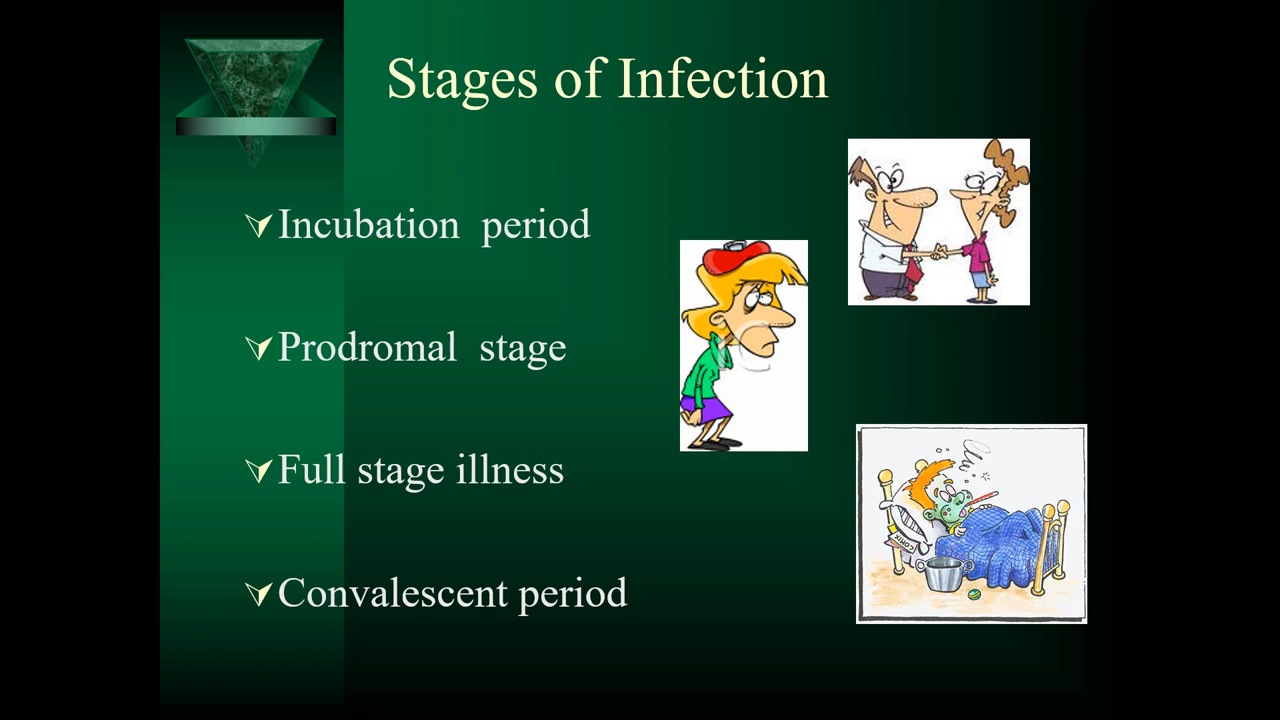 Stages of Infection
Incubation period
Prodromal stage
Full stage illness
Convalescent period